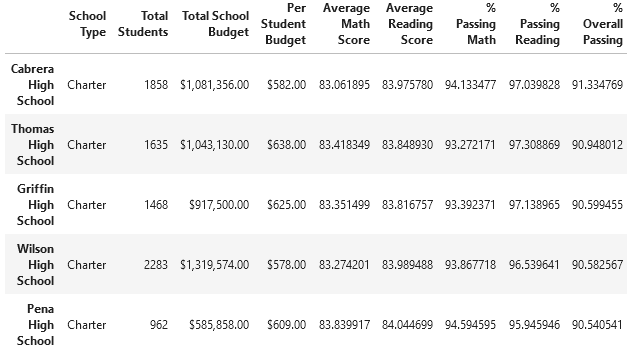 School Type Total Students Total School Budget Per Student Budget Average Math Score Average Reading Score % Passing Math % Passing Reading % Overall Passing
Cabrera High School Charter 1858 $1,081,356.00 $582.00 83.061895 83.975780 94.133477 97.039828 91.334769
Thomas High School Charter 1635 $1,043,130.00 $638.00 83.418349 83.848930 93.272171 97.308869 90.948012
Griffin High School Charter 1468 $917,500.00 $625.00 83.351499 83.816757 93.392371 97.138965 90.599455
Wilson High School Charter 2283 $1,319,574.00 $578.00 83.274201 83.989488 93.867718 96.539641 90.582567
Pena High School Charter 962 $585,858.00 $609.00 83.839917 84.044699 94.594595 95.945946 90.540541